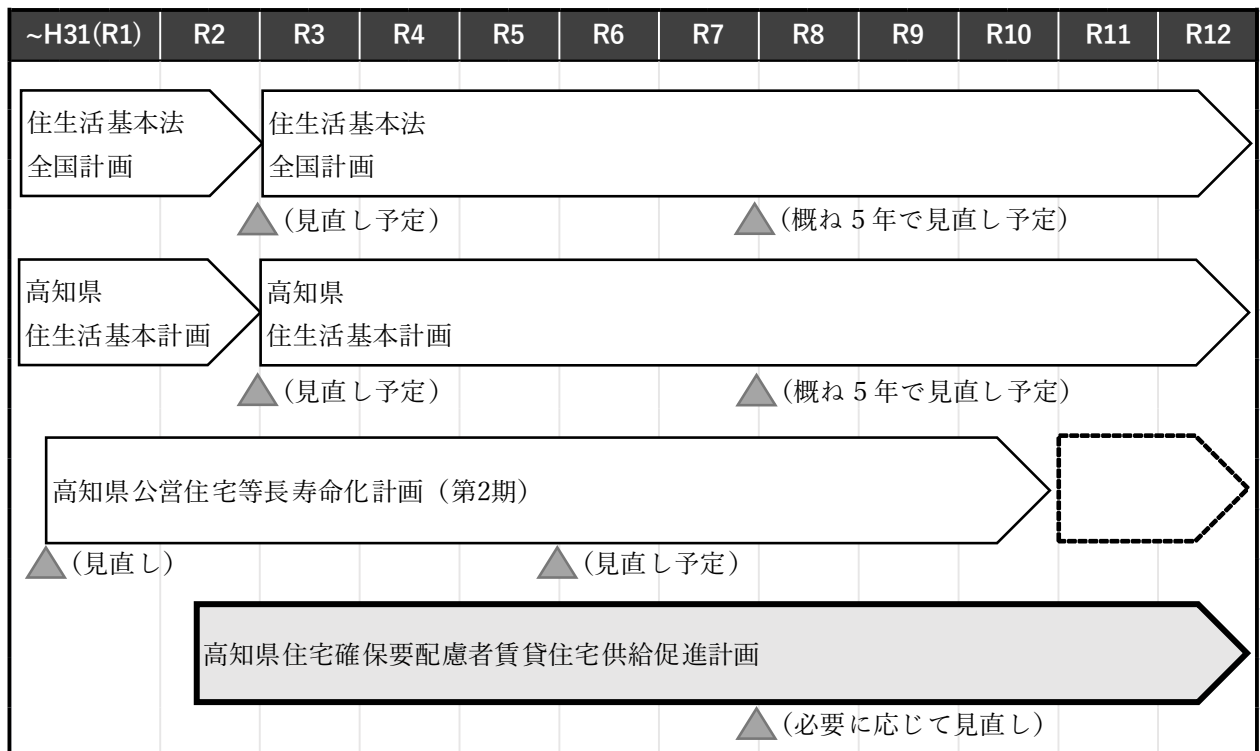 ~H31(R1) R2 R3 R4 R5 R6 R7 R8 R9 R10 R11 R12
住生活基本法 住生活基本法
全国計画 全国計画
(見直し予定) (概ね5年で見直し予定)
高知県 高知県
住生活基本計画 住生活基本計画
(見直し予定) (概ね5年で見直し予定)
高知県公営住宅等長寿命化計画（第2期）
(見直し) (見直し予定)
高知県住宅確保要配慮者賃貸住宅供給促進計画
(必要に応じて見直し)